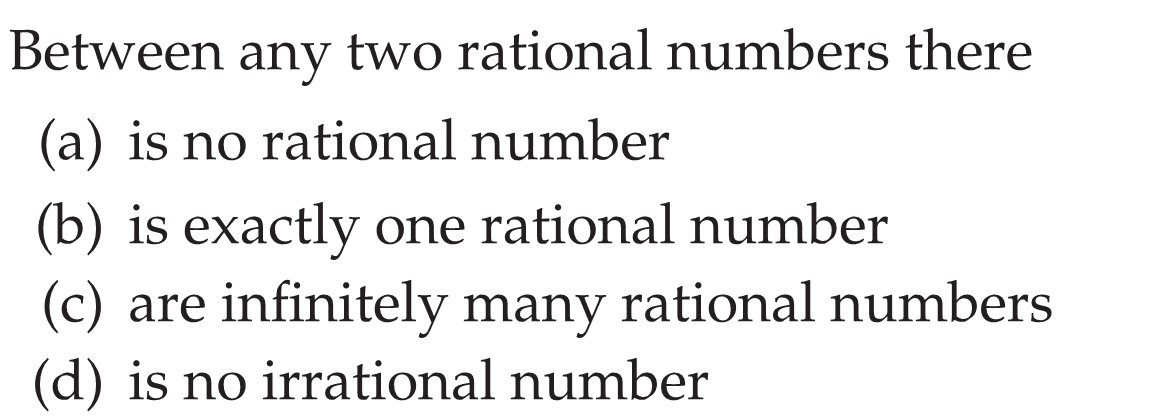 Between any two rational numbers there
(a) is no rational number
(b) is exactly one rational number
(c) are infinitely many rational numbers
(d) is no irrational number